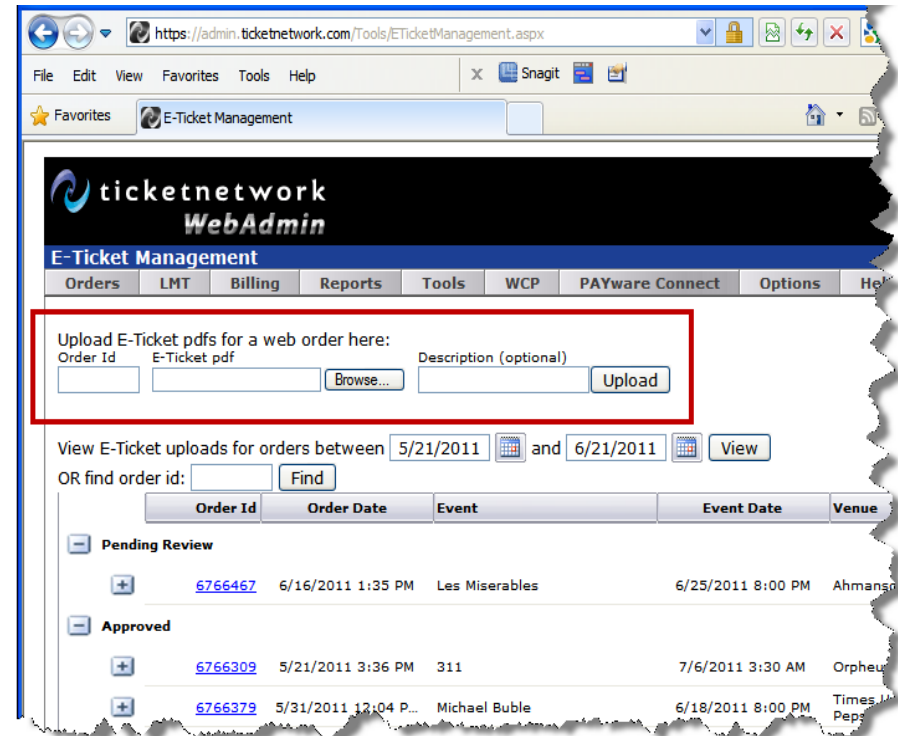 https://admin.ticketnetwork.com/Tools/ETicketManagement.aspx
File Edit View Favorites Tools Help X Snagit
Favorites E-Ticket Management
ticketnetwork
WebAdmin
E-Ticket Management
Orders LMT Billing Reports Tools WCP PAYware Connect Options
Upload E-Ticket pdfs for a web order here:
Order Id E-Ticket pdf Description (optional)
Browse... Upload
View E-Ticket uploads for orders between 5/21/2011 and 6/21/2011 View
OR find order id: Find
Order Id Order Date Event Event Date Venue
Pending Review
6766467 6/16/2011 1:35 PM Les Miserables 6/25/2011 8:00 PM
Approved
6766309 5/21/2011 3:36 PM 311 7/6/2011 3:30 AM
6766379 5/31/2011 12:04 P... Michael Buble 6/18/2011 8:00 PM Times